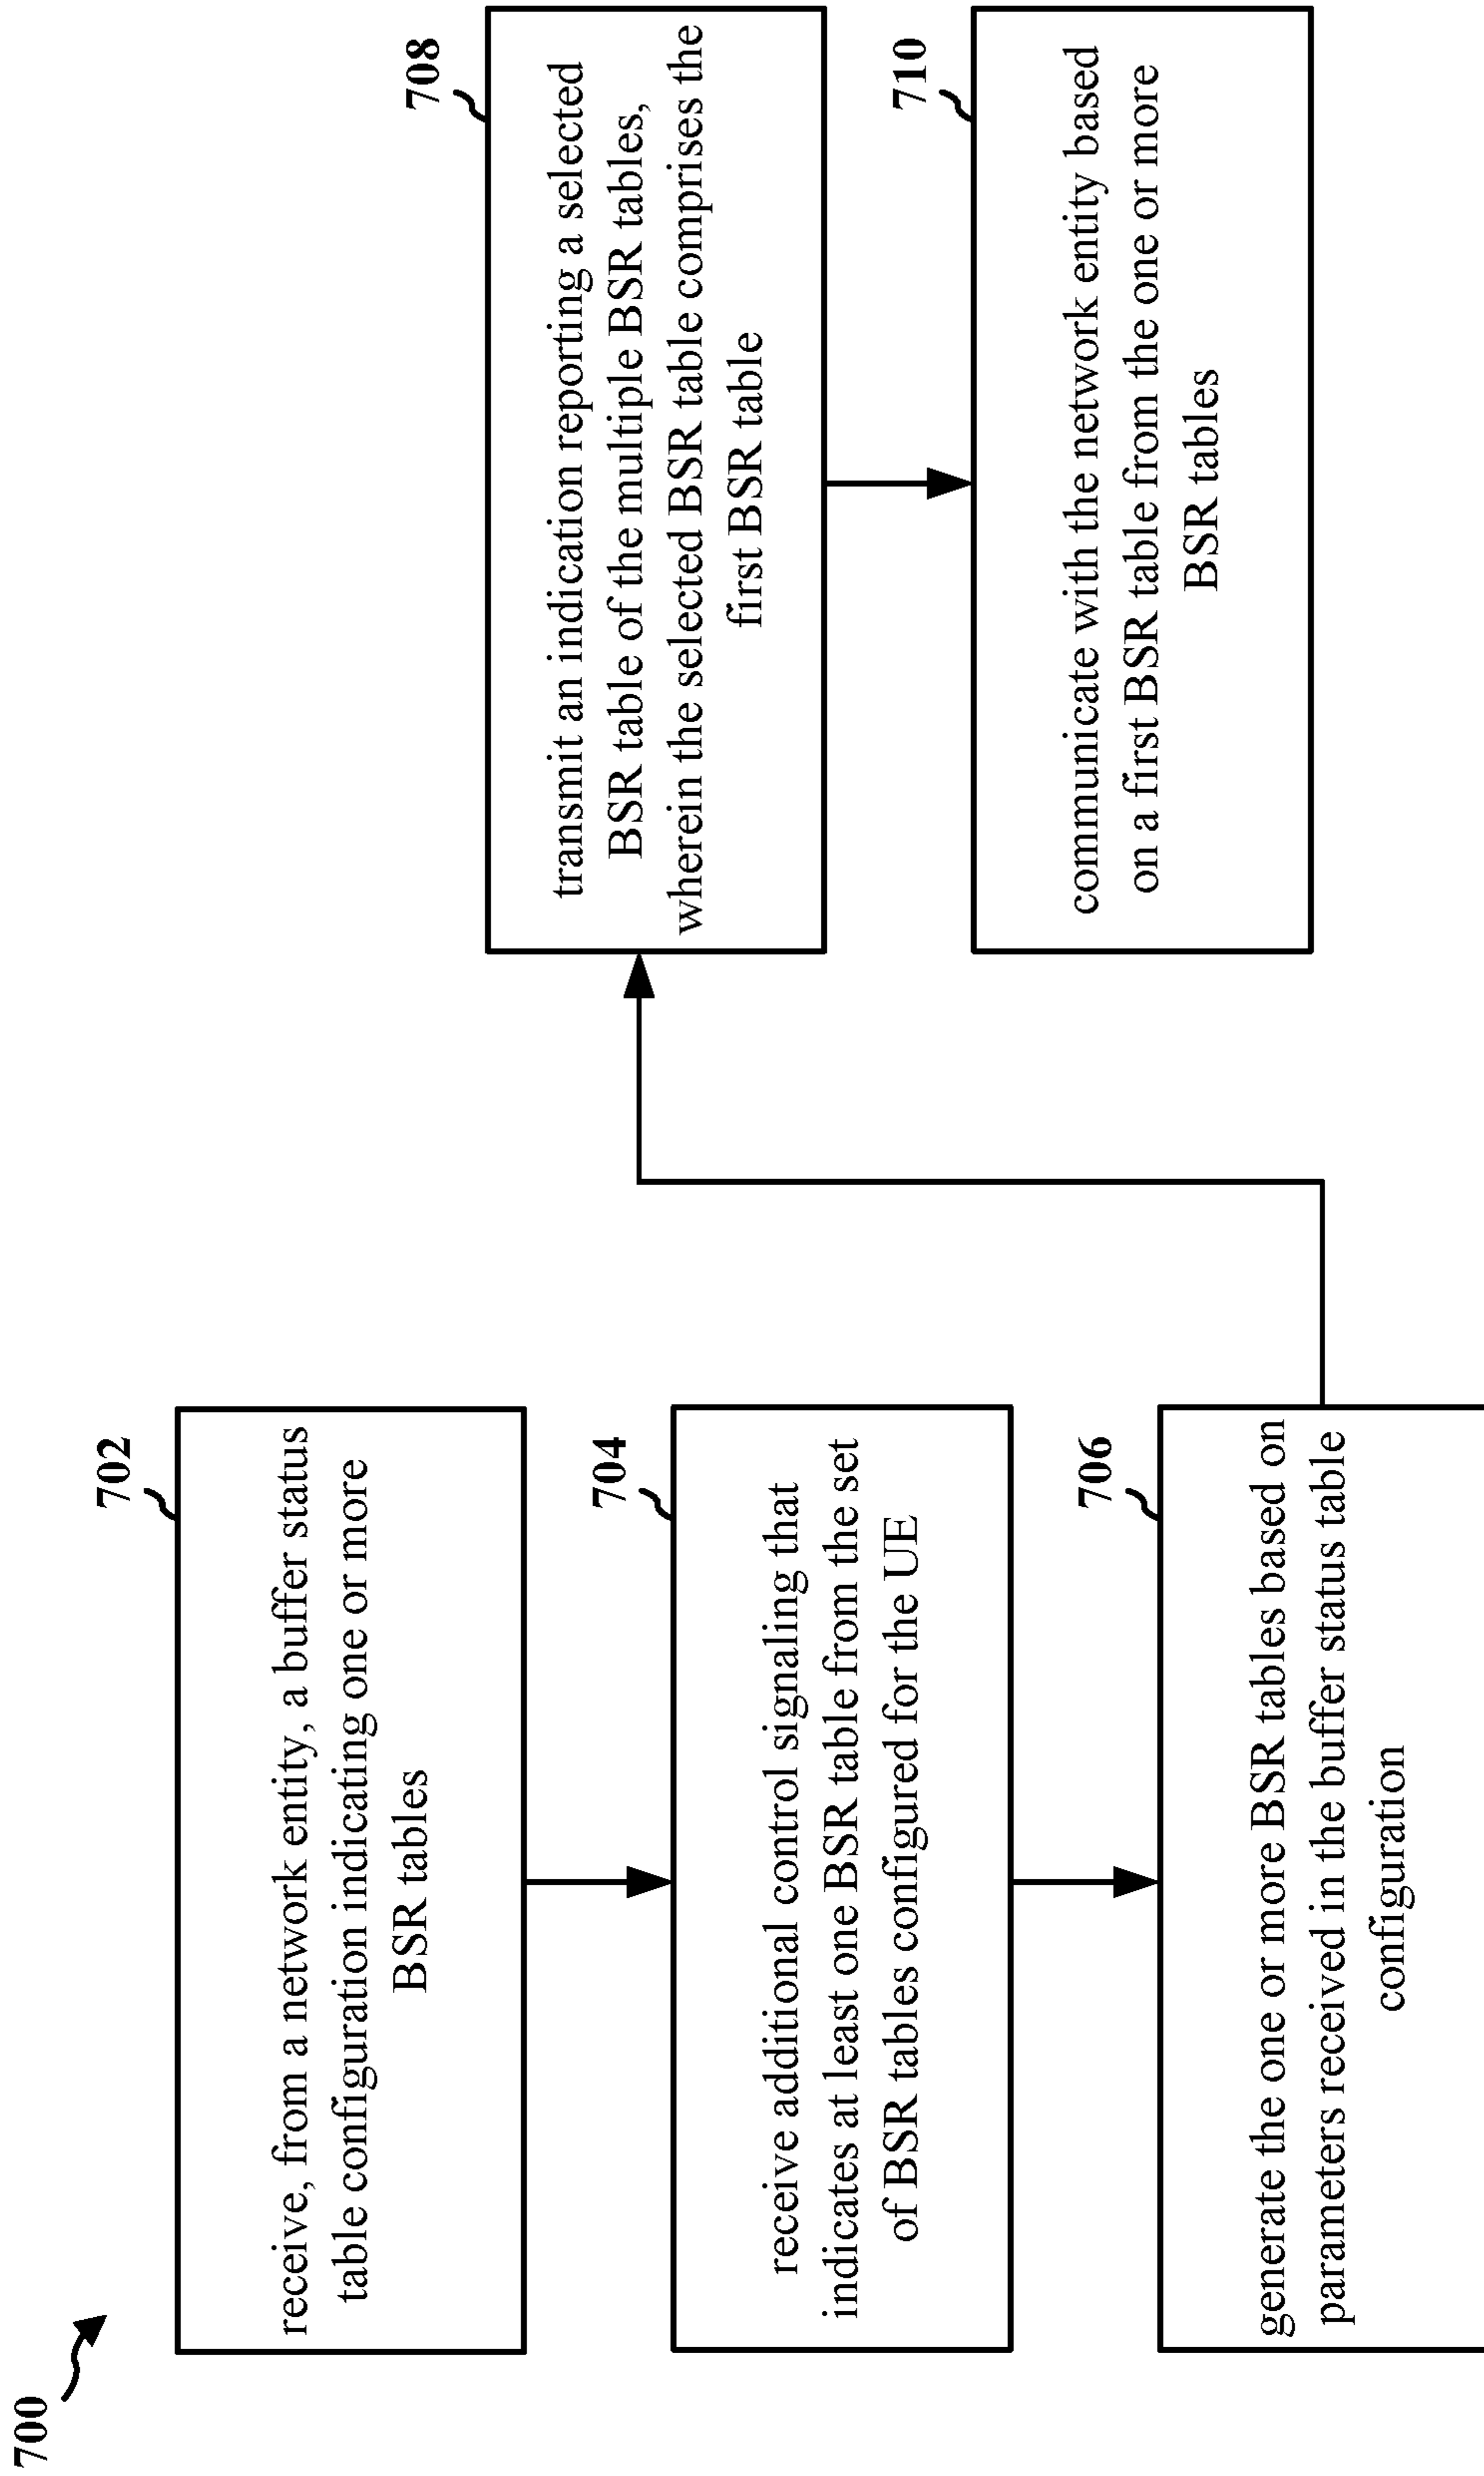 700
702
receive, from a network entity, a buffer status
table configuration indicating one or more
BSR tables
704
receive additional control signaling that
indicates at least one BSR table from the set
of BSR tables configured for the UE
706
generate the one or more BSR tables based on
parameters received in the buffer status table
configuration
708
transmit an indication reporting a selected
BSR table of the multiple BSR tables,
wherein the selected BSR table comprises the
first BSR table
710
communicate with the network entity based
on a first BSR table from the one or more
BSR tables